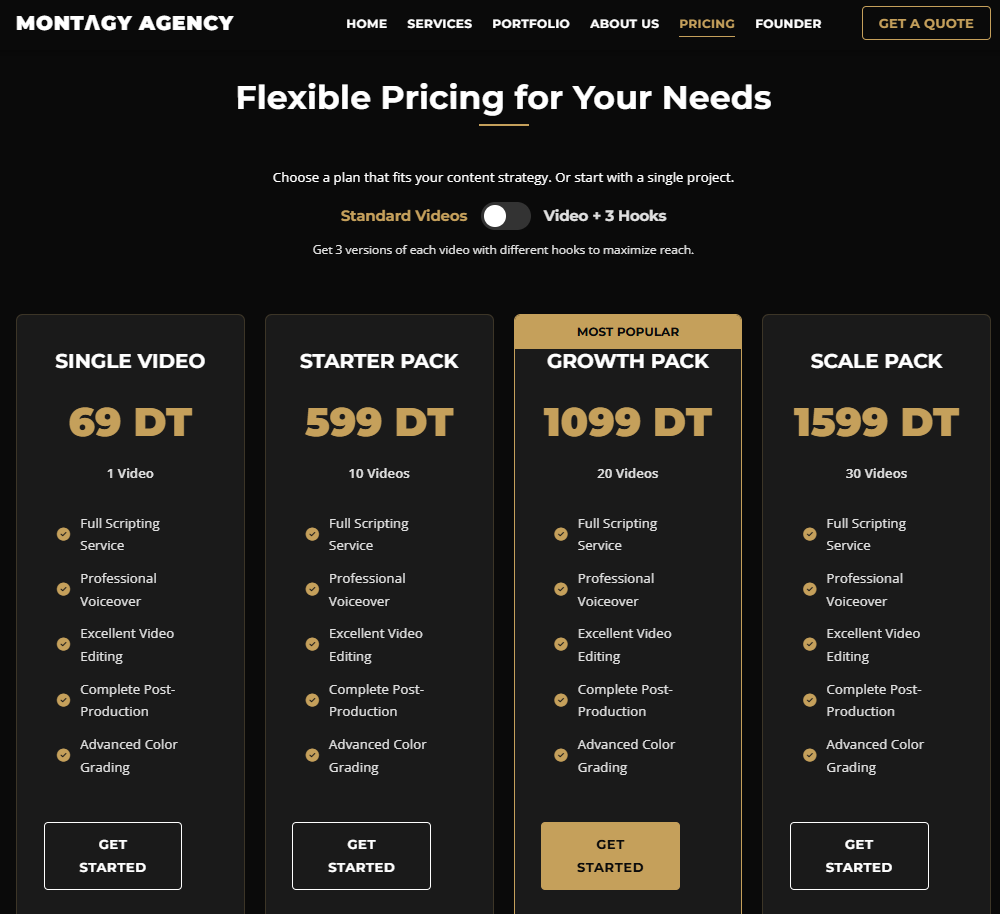 MONTΛGY AGENCY
HOME SERVICES PORTFOLIO ABOUT US PRICING FOUNDER GET A QUOTE
Flexible Pricing for Your Needs
Choose a plan that fits your content strategy. Or start with a single project.
Standard Videos Video + 3 Hooks
Get 3 versions of each video with different hooks to maximize reach.
SINGLE VIDEO
69 DT
1 Video
Full Scripting
Service
Professional
Voiceover
Excellent Video
Editing
Complete Post-
Production
Advanced Color
Grading
GET
STARTED
STARTER PACK
599 DT
10 Videos
Full Scripting
Service
Professional
Voiceover
Excellent Video
Editing
Complete Post-
Production
Advanced Color
Grading
GET
STARTED
MOST POPULAR
GROWTH PACK
1099 DT
20 Videos
Full Scripting
Service
Professional
Voiceover
Excellent Video
Editing
Complete Post-
Production
Advanced Color
Grading
GET
STARTED
SCALE PACK
1599 DT
30 Videos
Full Scripting
Service
Professional
Voiceover
Excellent Video
Editing
Complete Post-
Production
Advanced Color
Grading
GET
STARTED